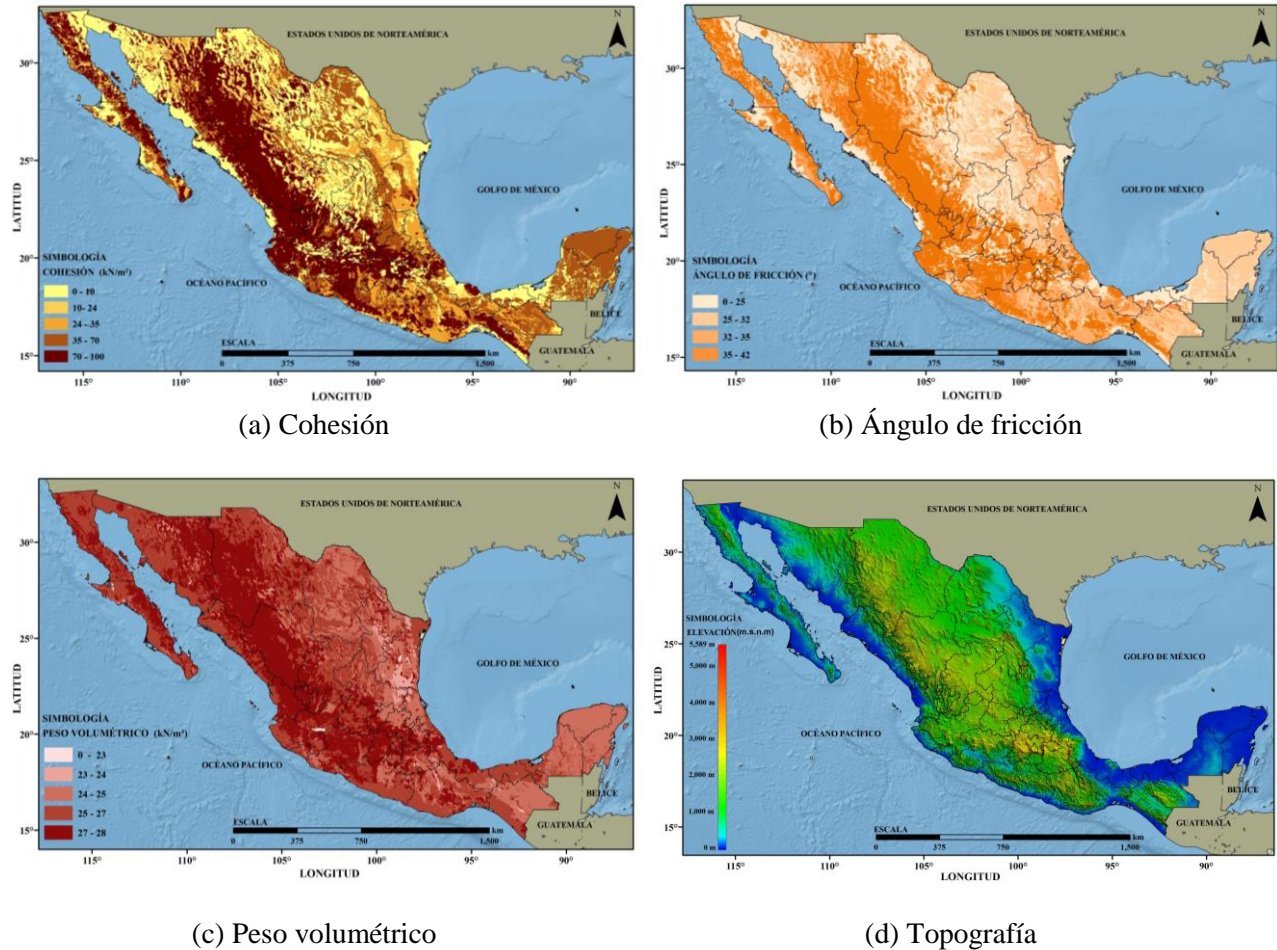 ESTADOS UNIDOS DE NORTEAMÉRICA
N
30°
25°
20°
15°
LATITUD
GOLFO DE MÉXICO
OCÉANO PACÍFICO
BELICE
GUATEMALA
SIMBOLOGÍA
COHESIÓN (kN/m²)
0 - 10
10 - 24
24 - 35
35 - 70
70 - 100
ESCALA
0 375 750 1,500 km
115° 110° 105° 100° 95° 90°
LONGITUD
(a) Cohesión
ESTADOS UNIDOS DE NORTEAMÉRICA
N
30°
25°
20°
15°
LATITUD
GOLFO DE MÉXICO
OCÉANO PACÍFICO
BELICE
GUATEMALA
SIMBOLOGÍA
ÁNGULO DE FRICCIÓN (°)
0 - 25
25 - 32
32 - 35
35 - 42
ESCALA
0 375 750 1,500 km
115° 110° 105° 100° 95° 90°
LONGITUD
(b) Ángulo de fricción
ESTADOS UNIDOS DE NORTEAMÉRICA
N
30°
25°
20°
15°
LATITUD
GOLFO DE MÉXICO
OCÉANO PACÍFICO
BELICE
GUATEMALA
SIMBOLOGÍA
PESO VOLUMÉTRICO (kN/m³)
0 - 23
23 - 24
24 - 25
25 - 27
27 - 28
ESCALA
0 375 750 1,500 km
115° 110° 105° 100° 95° 90°
LONGITUD
(c) Peso volumétrico
ESTADOS UNIDOS DE NORTEAMÉRICA
N
30°
25°
20°
15°
LATITUD
GOLFO DE MÉXICO
OCÉANO PACÍFICO
BELICE
GUATEMALA
SIMBOLOGÍA
ELEVACIÓN(m.s.n.m)
5,589 m
4,000 m
3,000 m
2,000 m
1,000 m
0 m
ESCALA
0 375 750 1,500 km
115° 110° 105° 100° 95° 90°
LONGITUD
(d) Topografía